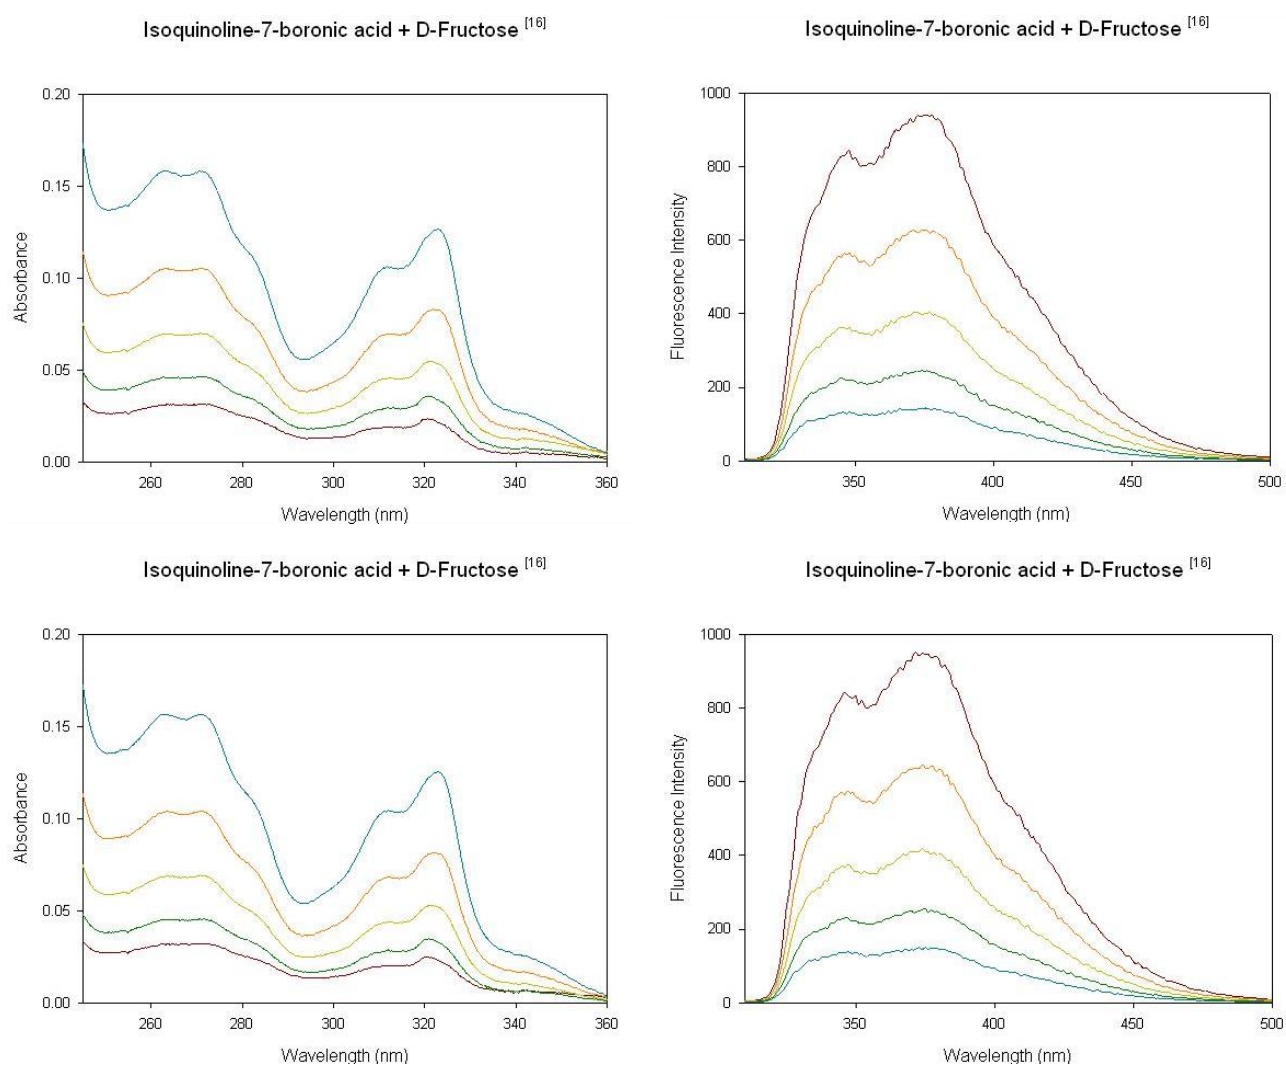 Isoquinoline-7-boronic acid + D-Fructose [16]
0.20
0.15
0.10
0.05
0.00
Absorbance
260 280 300 320 340 360
Wavelength (nm)
Isoquinoline-7-boronic acid + D-Fructose [16]
1000
800
600
400
200
0
Fluorescence Intensity
350 400 450 500
Wavelength (nm)
Isoquinoline-7-boronic acid + D-Fructose [16]
0.20
0.15
0.10
0.05
0.00
Absorbance
260 280 300 320 340 360
Wavelength (nm)
Isoquinoline-7-boronic acid + D-Fructose [16]
1000
800
600
400
200
0
Fluorescence Intensity
350 400 450 500
Wavelength (nm)